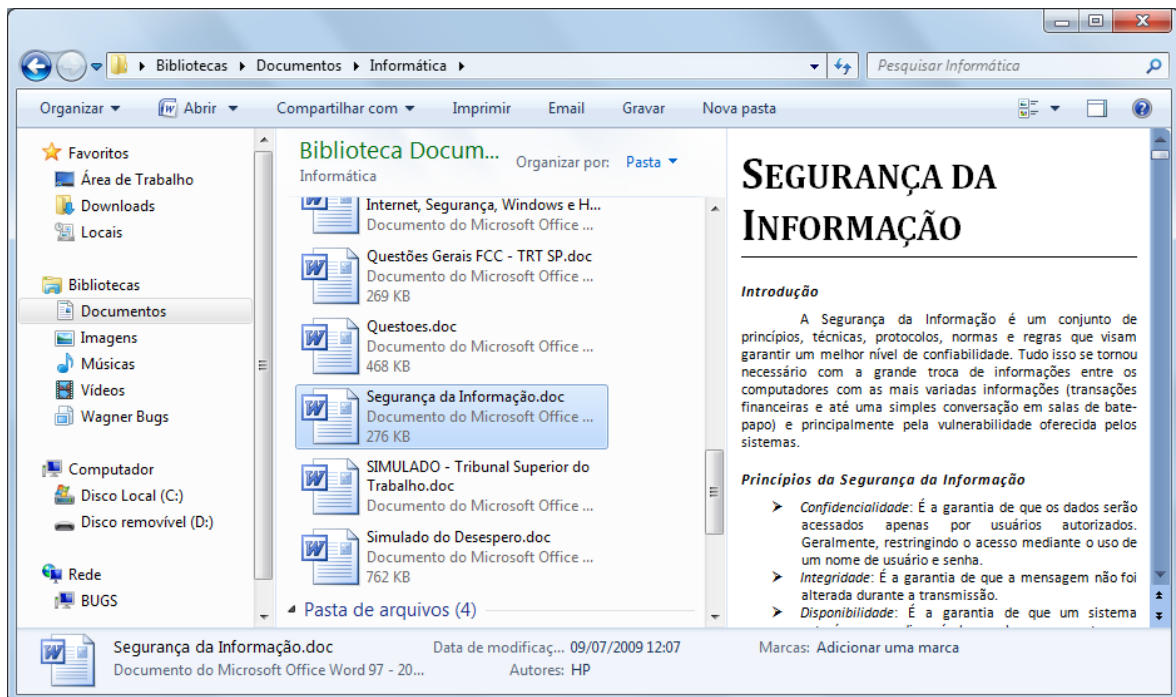 Bibliotecas Documentos Informática
Pesquisar Informática
Organizar Abrir Compartilhar com Imprimir Email Gravar Nova pasta
Favoritos
Área de Trabalho
Downloads
Locais
Bibliotecas
Documentos
Imagens
Músicas
Vídeos
Wagner Bugs
Computador
Disco Local (C:)
Disco removível (D:)
Rede
BUGS
Biblioteca Docum...
Informática
Organizar por: Pasta
Internet, Segurança, Windows e H...
Documento do Microsoft Office ...
Questões Gerais FCC - TRT SP.doc
Documento do Microsoft Office ...
269 KB
Questoes.doc
Documento do Microsoft Office ...
468 KB
Segurança da Informação.doc
Documento do Microsoft Office ...
276 KB
SIMULADO - Tribunal Superior do
Trabalho.doc
Documento do Microsoft Office ...
Simulado do Desespero.doc
Documento do Microsoft Office ...
762 KB
Pasta de arquivos (4)
SEGURANÇA DA
INFORMAÇÃO
Introdução
A Segurança da Informação é um conjunto de
princípios, técnicas, protocolos, normas e regras que visam
garantir um melhor nível de confiabilidade. Tudo isso se tornou
necessário com a grande troca de informações entre os
computadores com as mais variadas informações (transações
financeiras e até uma simples conversação em salas de bate-
papo) e principalmente pela vulnerabilidade oferecida pelos
sistemas.
Princípios da Segurança da Informação
Confidencialidade: É a garantia de que os dados serão
acessados apenas por usuários autorizados.
Geralmente, restringindo o acesso mediante o uso de
um nome de usuário e senha.
Integridade: É a garantia de que a mensagem não foi
alterada durante a transmissão.
Disponibilidade: É a garantia de que um sistema
Segurança da Informação.doc
Documento do Microsoft Office Word 97 - 20...
Data de modificaç... 09/07/2009 12:07
Autores: HP
Marcas: Adicionar uma marca